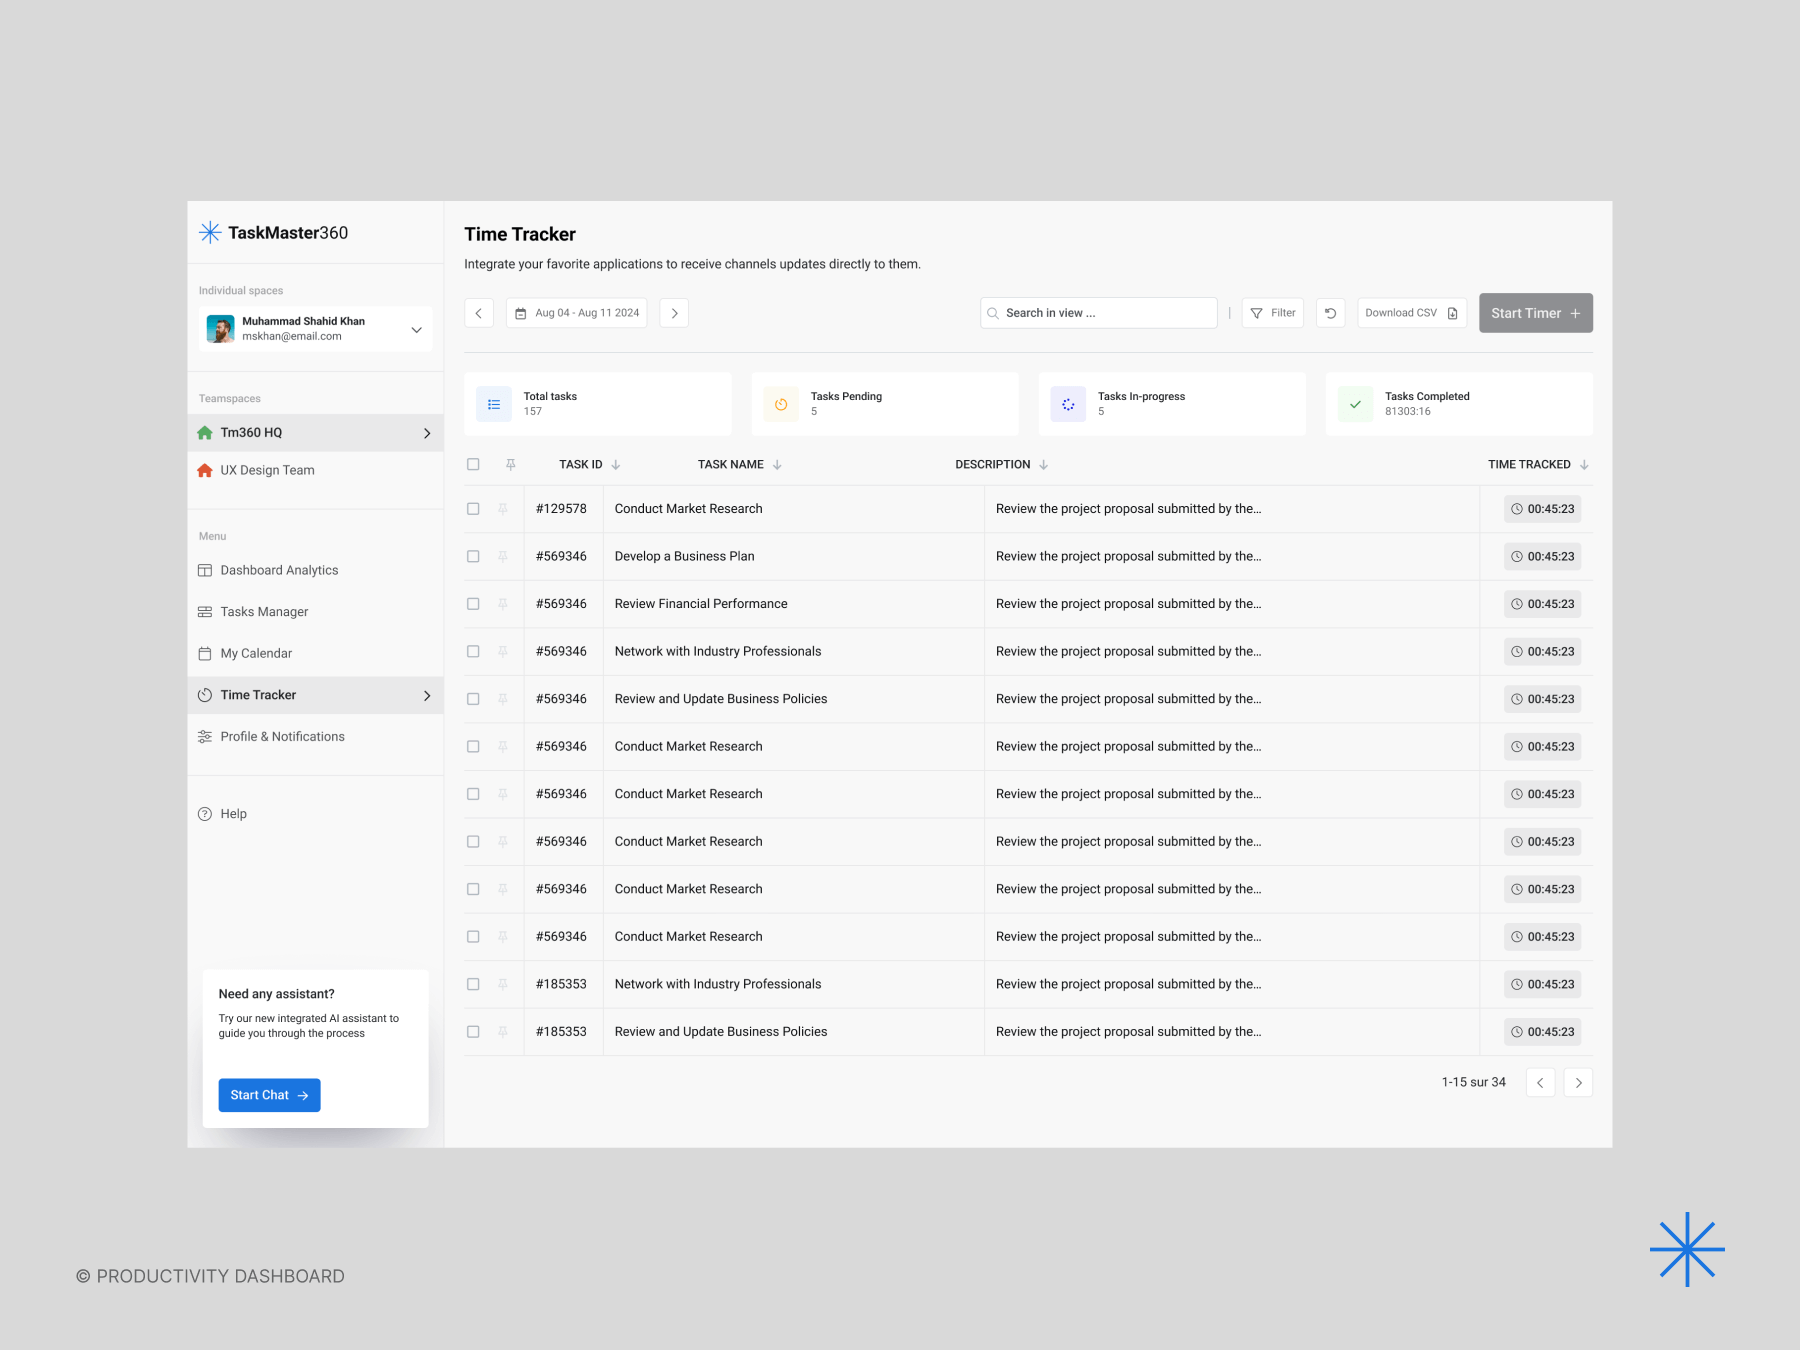 TaskMaster360
Individual spaces
Muhammad Shahid Khan
mskhan@email.com
Teamspaces
Tm360 HQ
UX Design Team
Menu
Dashboard Analytics
Tasks Manager
My Calendar
Time Tracker
Profile & Notifications
Help
Need any assistant?
Try our new integrated AI assistant to
guide you through the process
Start Chat
Time Tracker
Integrate your favorite applications to receive channels updates directly to them.
Aug 04 - Aug 11 2024
Search in view ...
Filter
Download CSV
Start Timer
Total tasks
157
Tasks Pending
5
Tasks In-progress
5
Tasks Completed
81303:16
TASK ID TASK NAME DESCRIPTION TIME TRACKED
#129578 Conduct Market Research Review the project proposal submitted by the... 00:45:23
#569346 Develop a Business Plan Review the project proposal submitted by the... 00:45:23
#569346 Review Financial Performance Review the project proposal submitted by the... 00:45:23
#569346 Network with Industry Professionals Review the project proposal submitted by the... 00:45:23
#569346 Review and Update Business Policies Review the project proposal submitted by the... 00:45:23
#569346 Conduct Market Research Review the project proposal submitted by the... 00:45:23
#569346 Conduct Market Research Review the project proposal submitted by the... 00:45:23
#569346 Conduct Market Research Review the project proposal submitted by the... 00:45:23
#569346 Conduct Market Research Review the project proposal submitted by the... 00:45:23
#569346 Conduct Market Research Review the project proposal submitted by the... 00:45:23
#185353 Network with Industry Professionals Review the project proposal submitted by the... 00:45:23
#185353 Review and Update Business Policies Review the project proposal submitted by the... 00:45:23
1-15 sur 34
© PRODUCTIVITY DASHBOARD